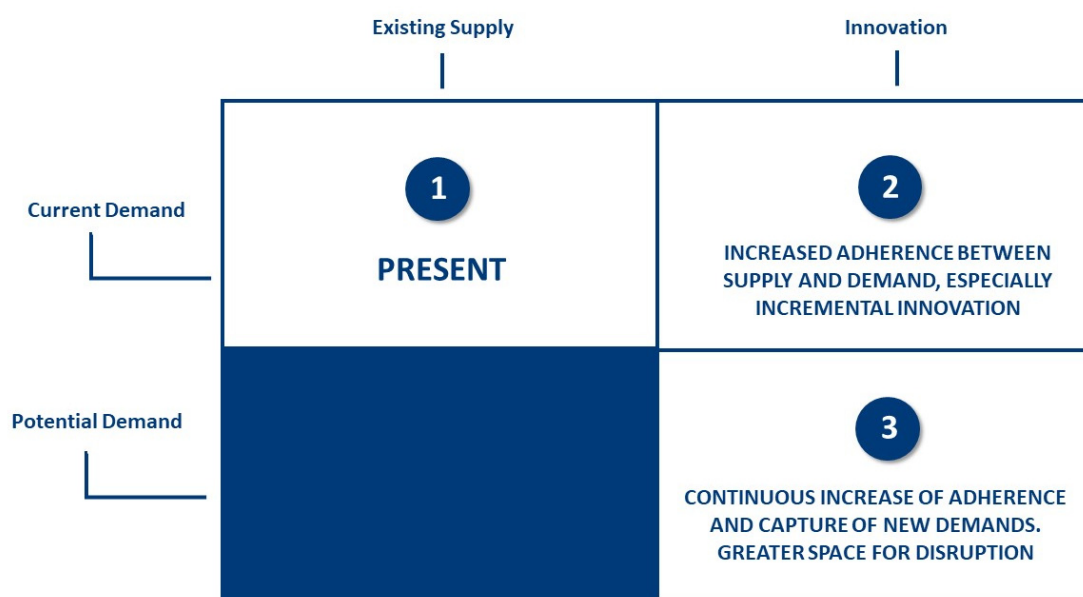 Existing Supply
Innovation
1
2
Current Demand
PRESENT
INCREASED ADHERENCE BETWEEN
SUPPLY AND DEMAND, ESPECIALLY
INCREMENTAL INNOVATION
Potential Demand
3
CONTINUOUS INCREASE OF ADHERENCE
AND CAPTURE OF NEW DEMANDS.
GREATER SPACE FOR DISRUPTION